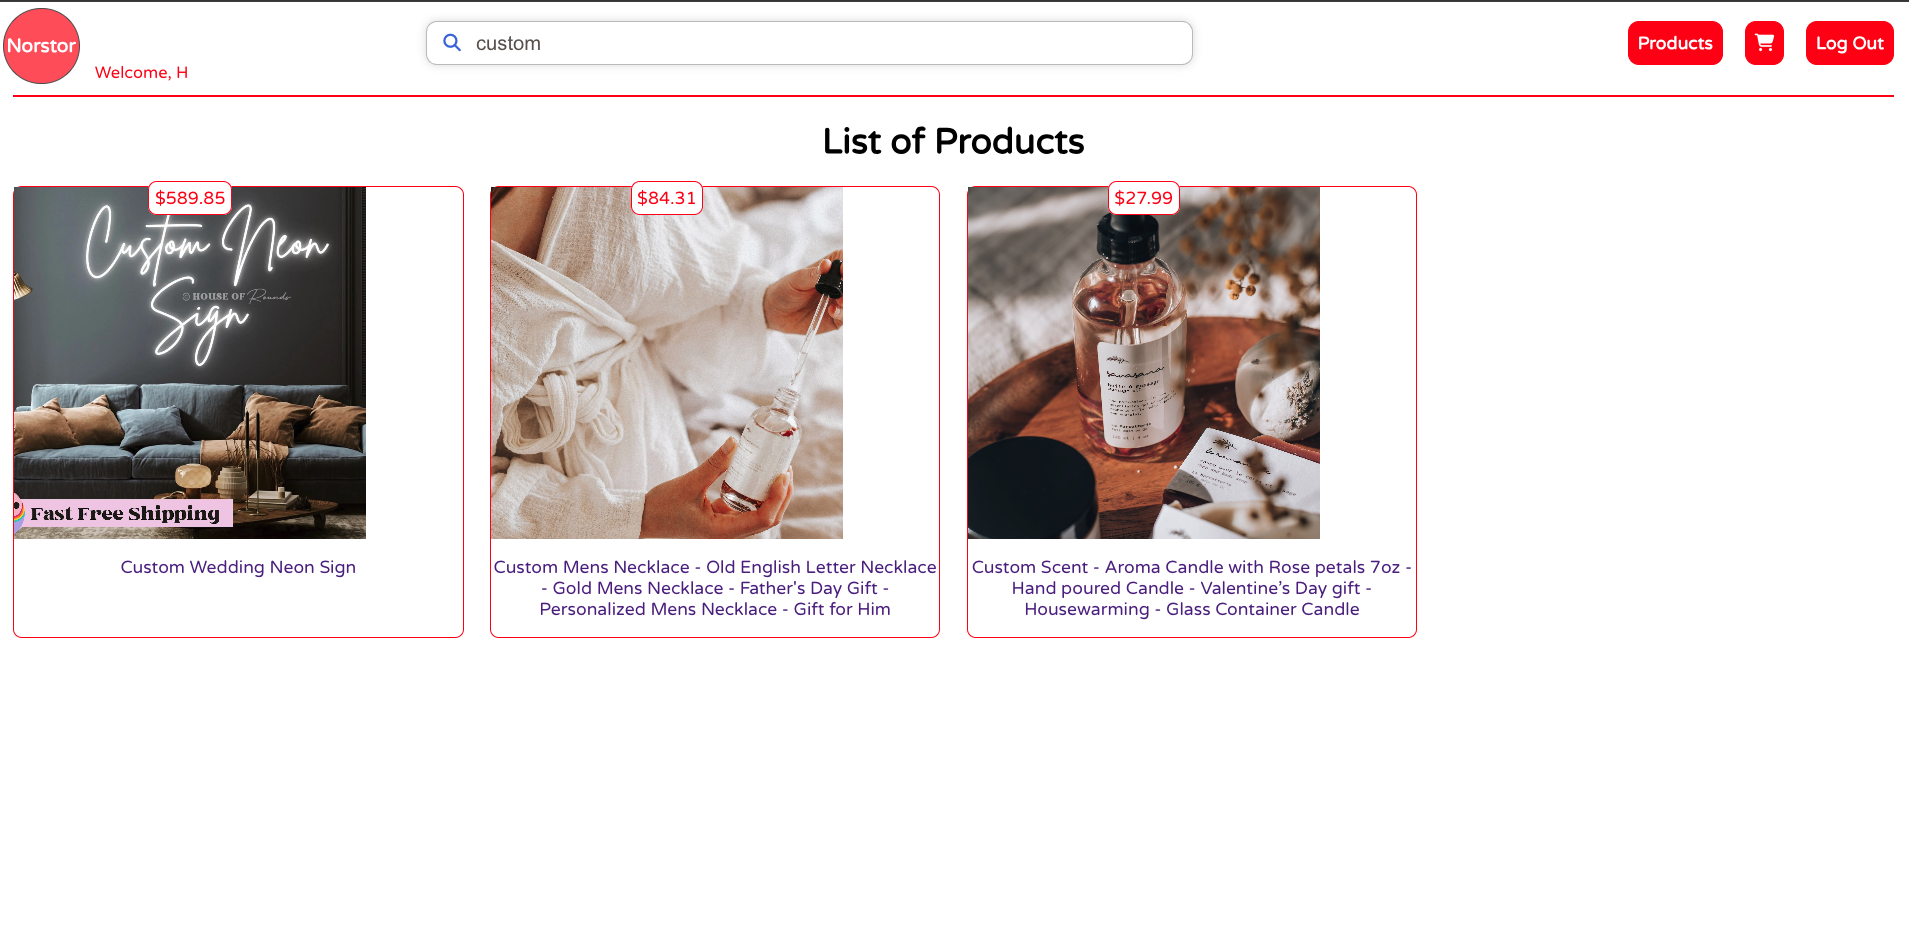 Norstor
Welcome, H
custom
Products
Log Out
List of Products
$589.85
Custom Neon
Sign
HOUSE OF Rounds
Fast Free Shipping
Custom Wedding Neon Sign
$84.31
Custom Mens Necklace - Old English Letter Necklace
- Gold Mens Necklace - Father's Day Gift -
Personalized Mens Necklace - Gift for Him
$27.99
savasana
Custom Scent - Aroma Candle with Rose petals 7oz -
Hand poured Candle - Valentine’s Day gift -
Housewarming - Glass Container Candle